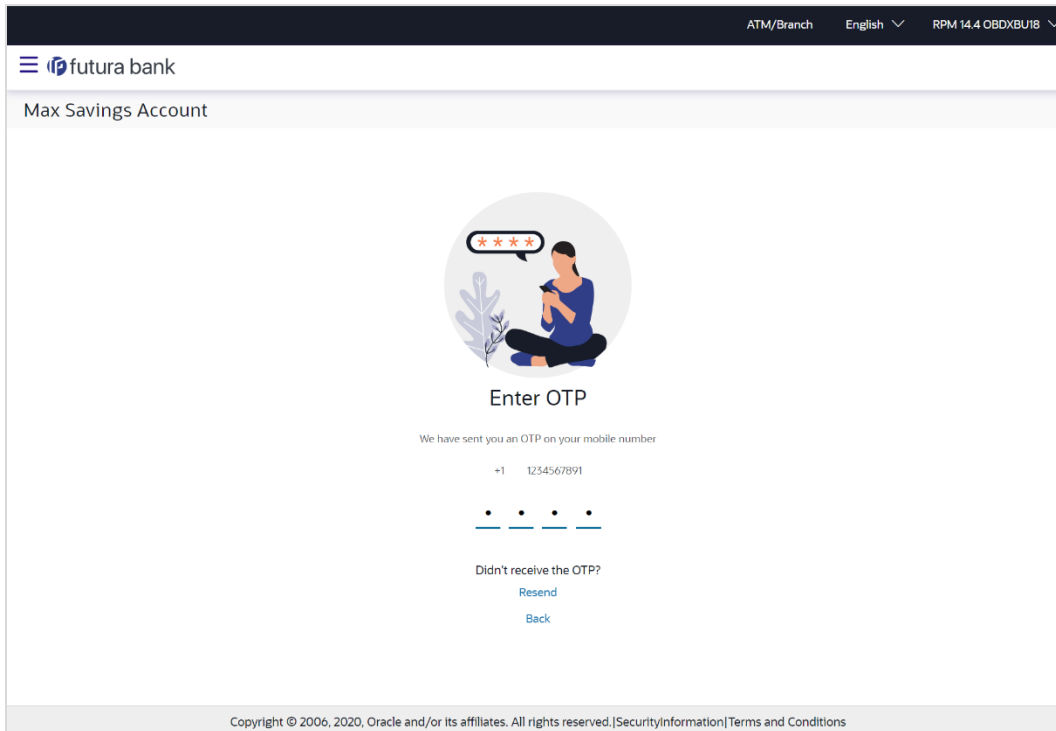 ATM/Branch English RPM 14.4 OBDXBU18
futura bank
Max Savings Account
* * * *
Enter OTP
We have sent you an OTP on your mobile number
+1 1234567891
• • • •
Didn't receive the OTP?
Resend
Back
Copyright © 2006, 2020, Oracle and/or its affiliates. All rights reserved.|SecurityInformation|Terms and Conditions